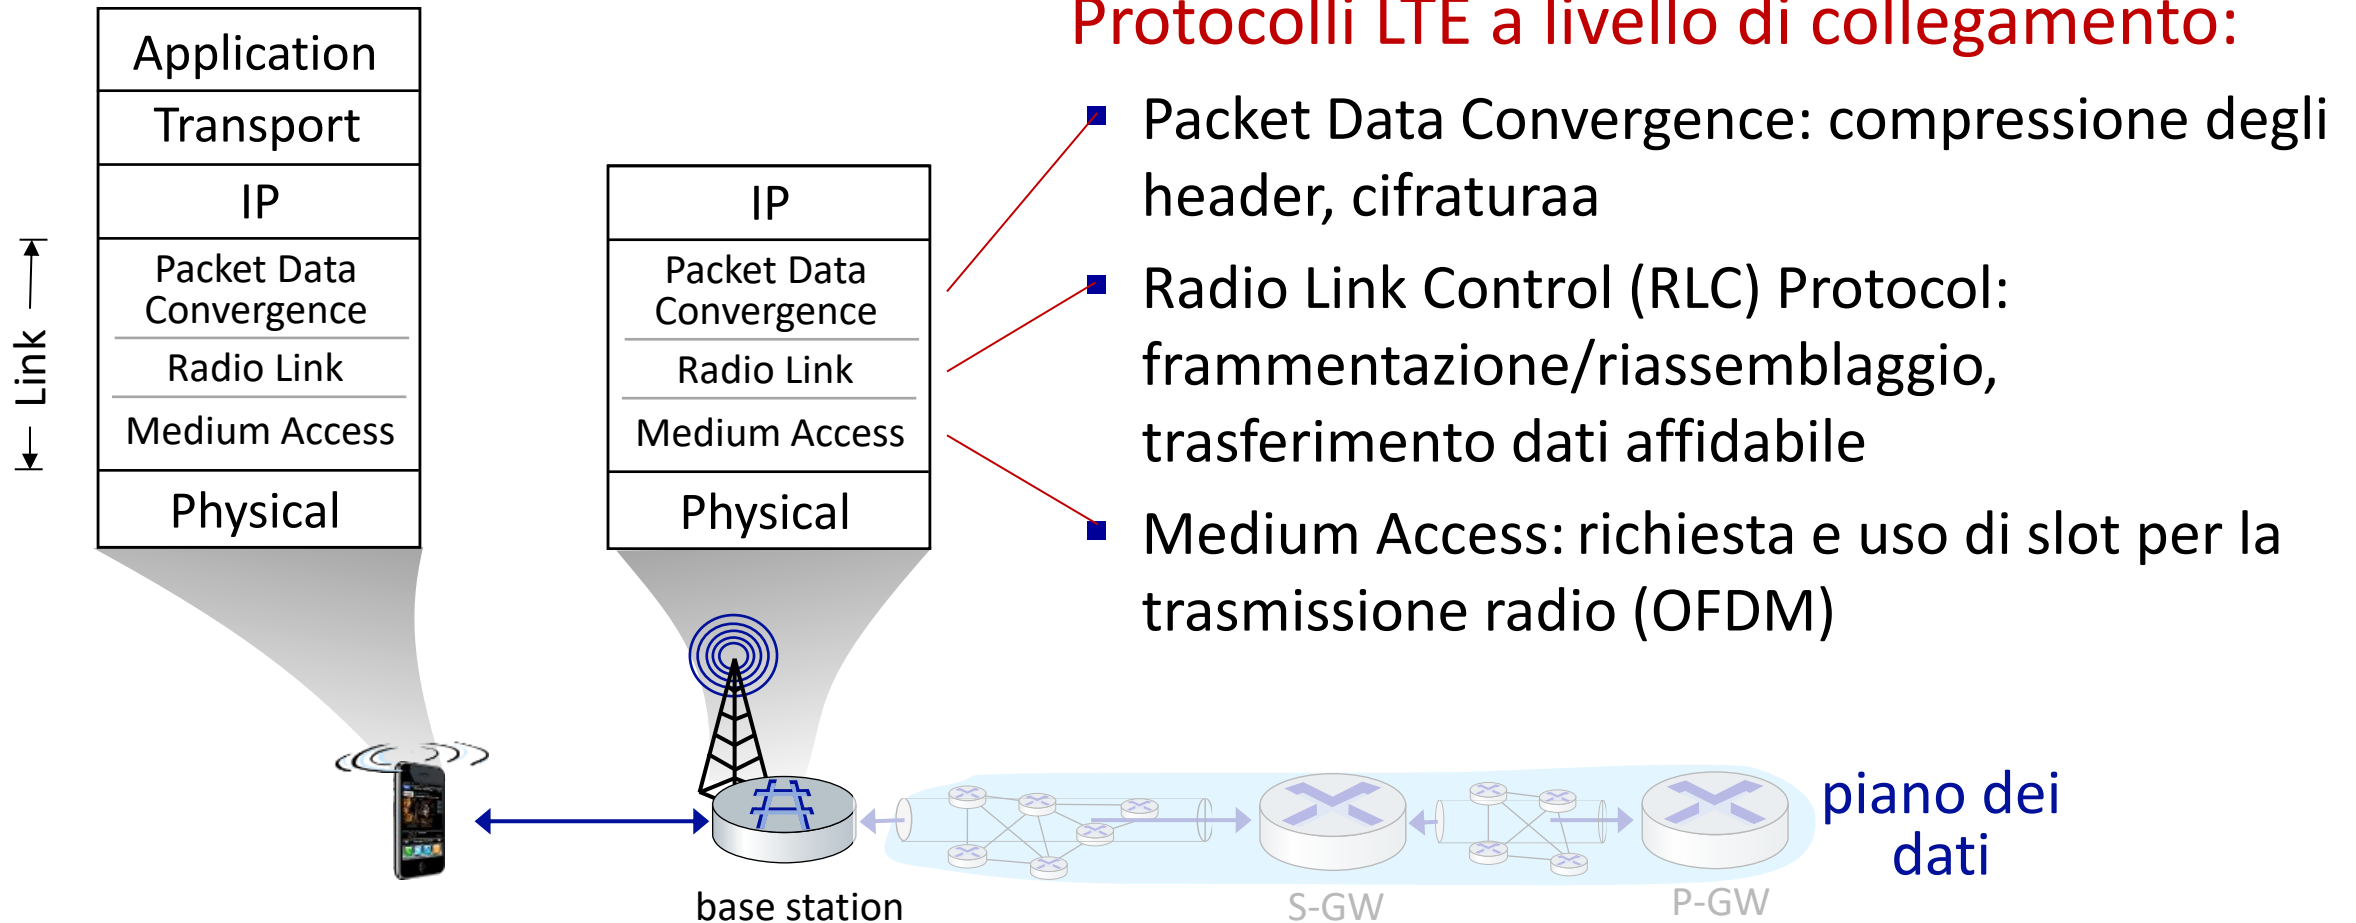 Protocolli LTE a livello di collegamento:
Application
Transport
IP
Packet Data
Convergence
Radio Link
Medium Access
Physical
Link
IP
Packet Data
Convergence
Radio Link
Medium Access
Physical
Packet Data Convergence: compressione degli
header, cifraturaa
Radio Link Control (RLC) Protocol:
frammentazione/riassemblaggio,
trasferimento dati affidabile
Medium Access: richiesta e uso di slot per la
trasmissione radio (OFDM)
base station
S-GW
P-GW
piano dei
dati